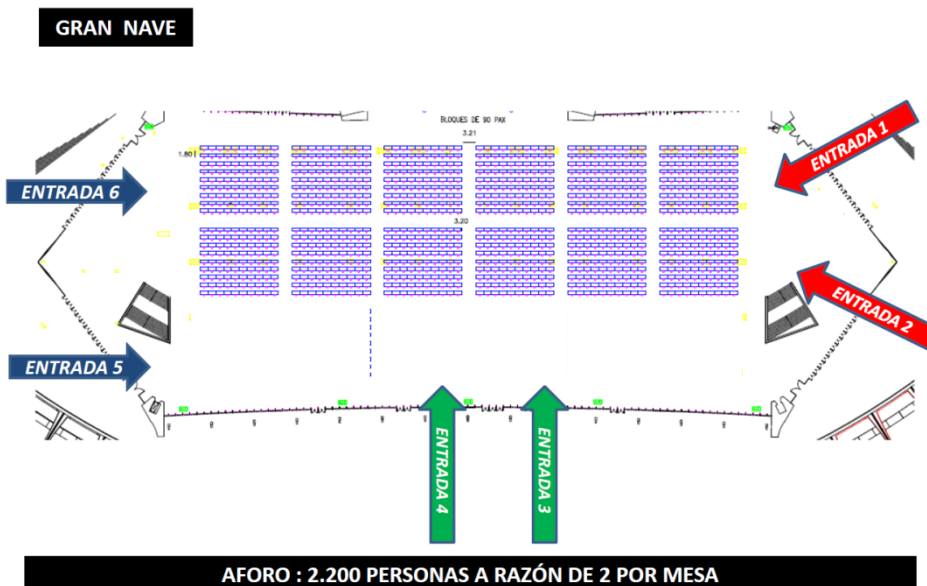 GRAN NAVE
BLOQUES DE 90 PAX
3.21
1.80
ENTRADA 1
ENTRADA 6
3.20
ENTRADA 2
ENTRADA 5
ENTRADA 4
ENTRADA 3
AFORO : 2.200 PERSONAS A RAZÓN DE 2 POR MESA